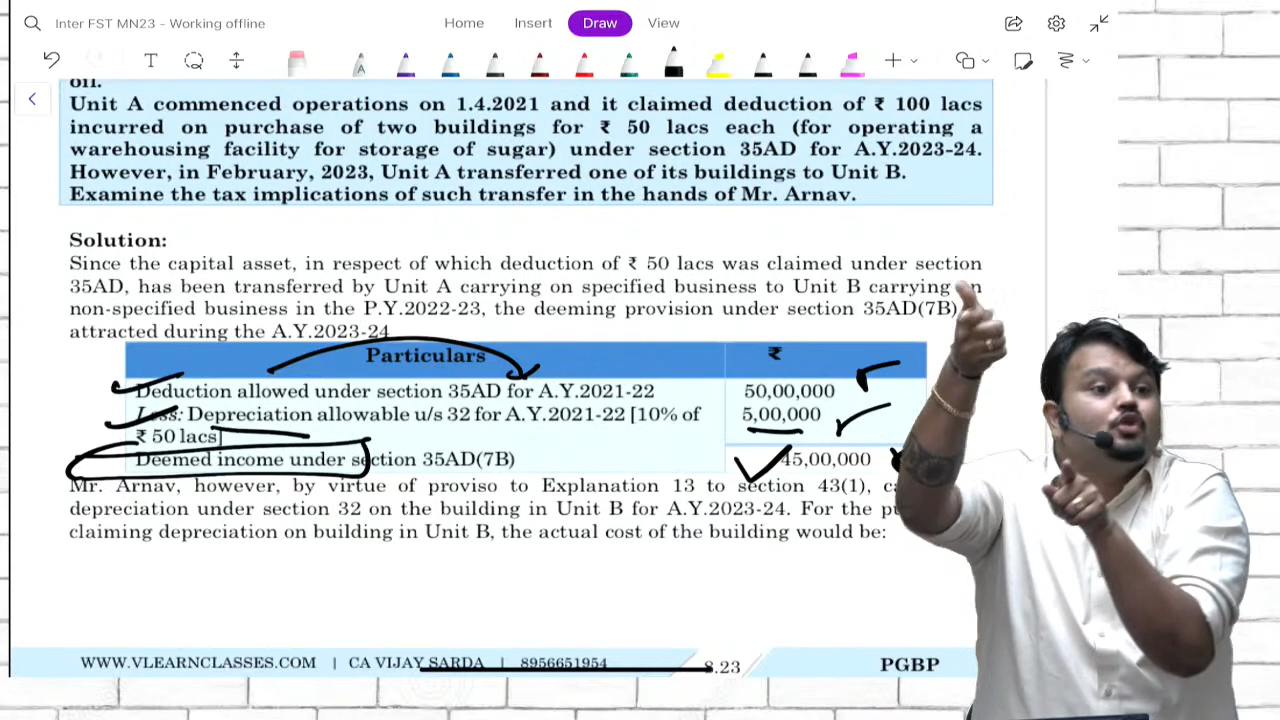 Inter FST MN23 - Working offline
Home Insert Draw View
oil.
Unit A commenced operations on 1.4.2021 and it claimed deduction of ₹ 100 lacs
incurred on purchase of two buildings for ₹ 50 lacs each (for operating a
warehousing facility for storage of sugar) under section 35AD for A.Y.2023-24.
However, in February, 2023, Unit A transferred one of its buildings to Unit B.
Examine the tax implications of such transfer in the hands of Mr. Arnav.
Solution:
Since the capital asset, in respect of which deduction of ₹ 50 lacs was claimed under section
35AD, has been transferred by Unit A carrying on specified business to Unit B carrying
non-specified business in the P.Y.2022-23, the deeming provision under section 35AD(7B)
attracted during the A.Y.2023-24
Particulars ₹
Deduction allowed under section 35AD for A.Y.2021-22 50,00,000
Less: Depreciation allowable u/s 32 for A.Y.2021-22 [10% of 5,00,000
₹ 50 lacs]
Deemed income under section 35AD(7B) 45,00,000
Mr. Arnav, however, by virtue of proviso to Explanation 13 to section 43(1),
depreciation under section 32 on the building in Unit B for A.Y.2023-24. For the
claiming depreciation on building in Unit B, the actual cost of the building would be:
WWW.VLEARNCLASSES.COM | CA VIJAY SARDA | 8956651954 8.23 PGBP